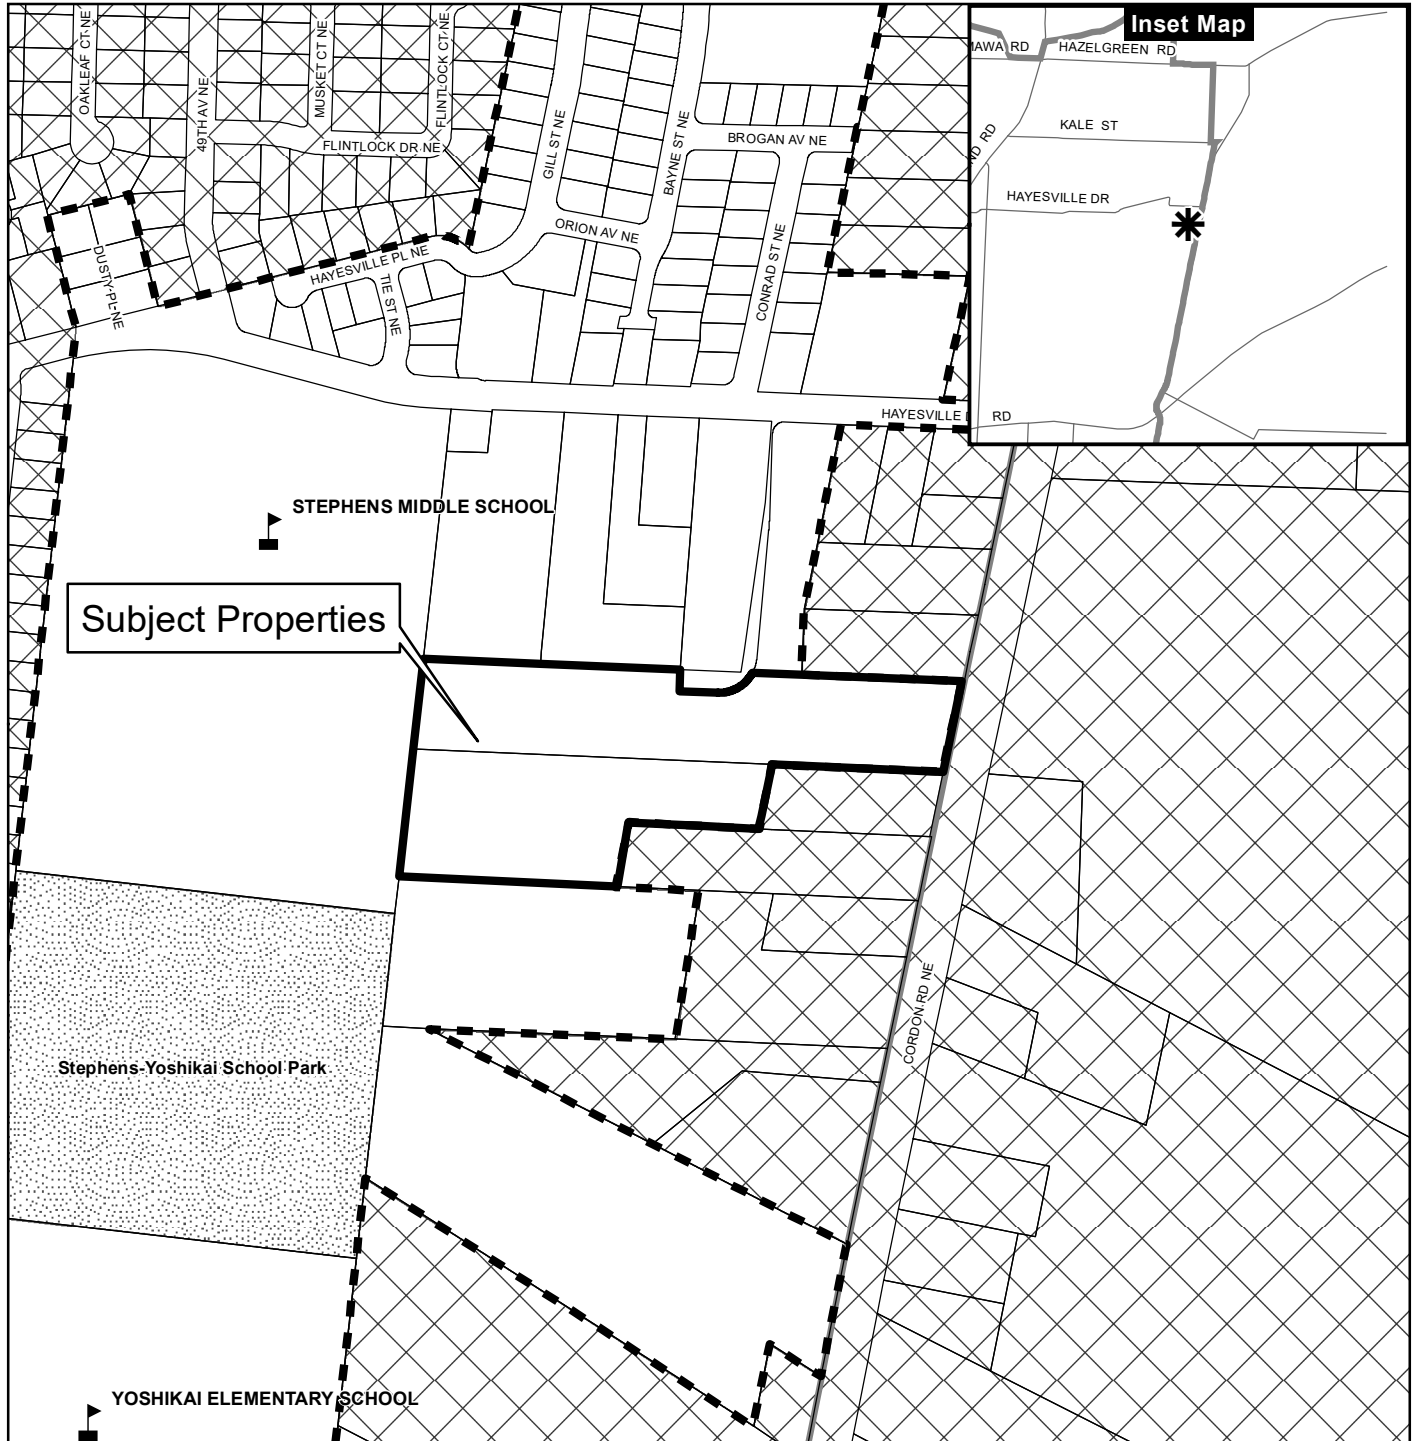 Inset Map
HAZELGREEN RD
KALE ST
HAYESVILLE DR
OAKLEAF CT NE
49TH AV NE
MUSKET CT NE
FLINTLOCK CT NE
FLINTLOCK DR NE
GILL ST NE
BAYNE ST NE
BROGAN AV NE
ORION AV NE
CONRAD ST NE
DUSTY PL NE
HAYESVILLE PL NE
TIE ST NE
HAYESVILLE
RD
STEPHENS MIDDLE SCHOOL
Subject Properties
CORDON RD NE
Stephens-Yoshikai School Park
YOSHIKAI ELEMENTARY SCHOOL